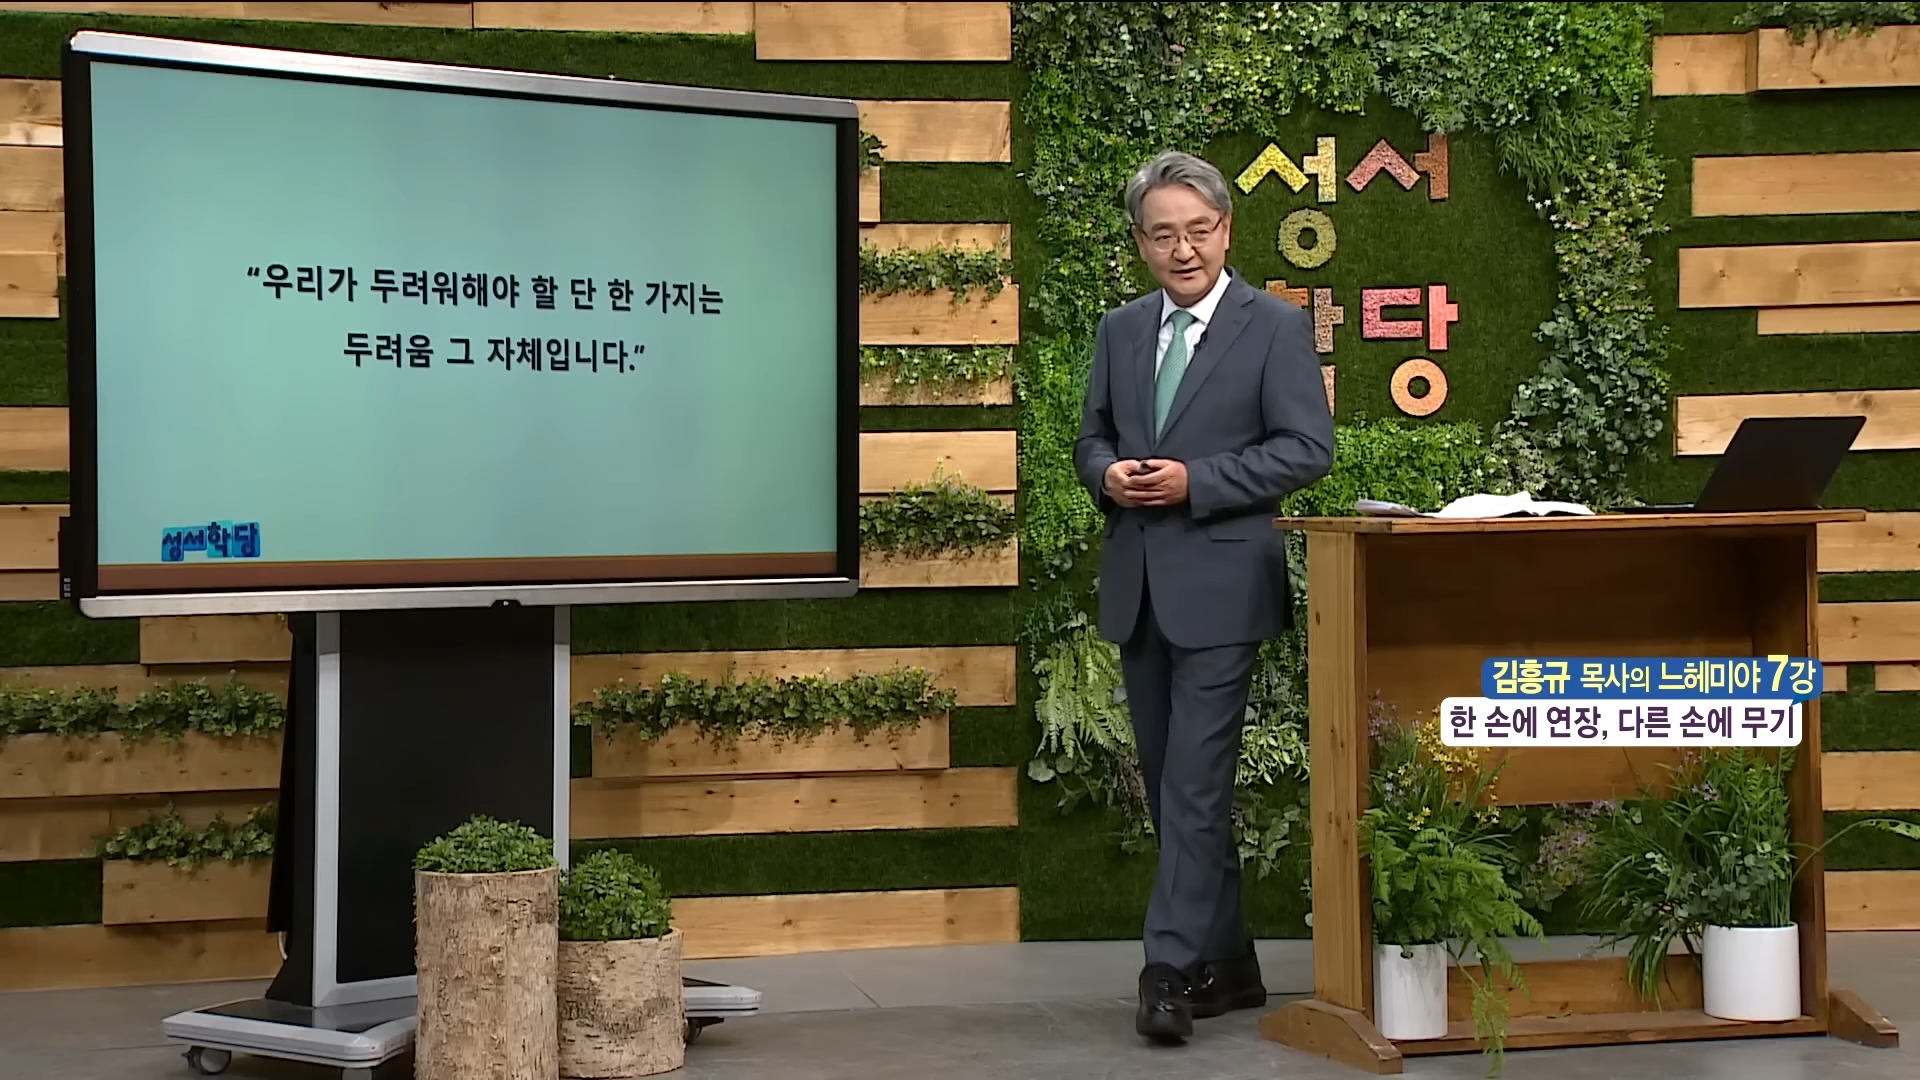 “우리가 두려워해야 할 단 한 가지는
두려움 그 자체입니다.”
성서학당
성서
학당
김흥규 목사의 느헤미야 7강
한 손에 연장, 다른 손에 무기